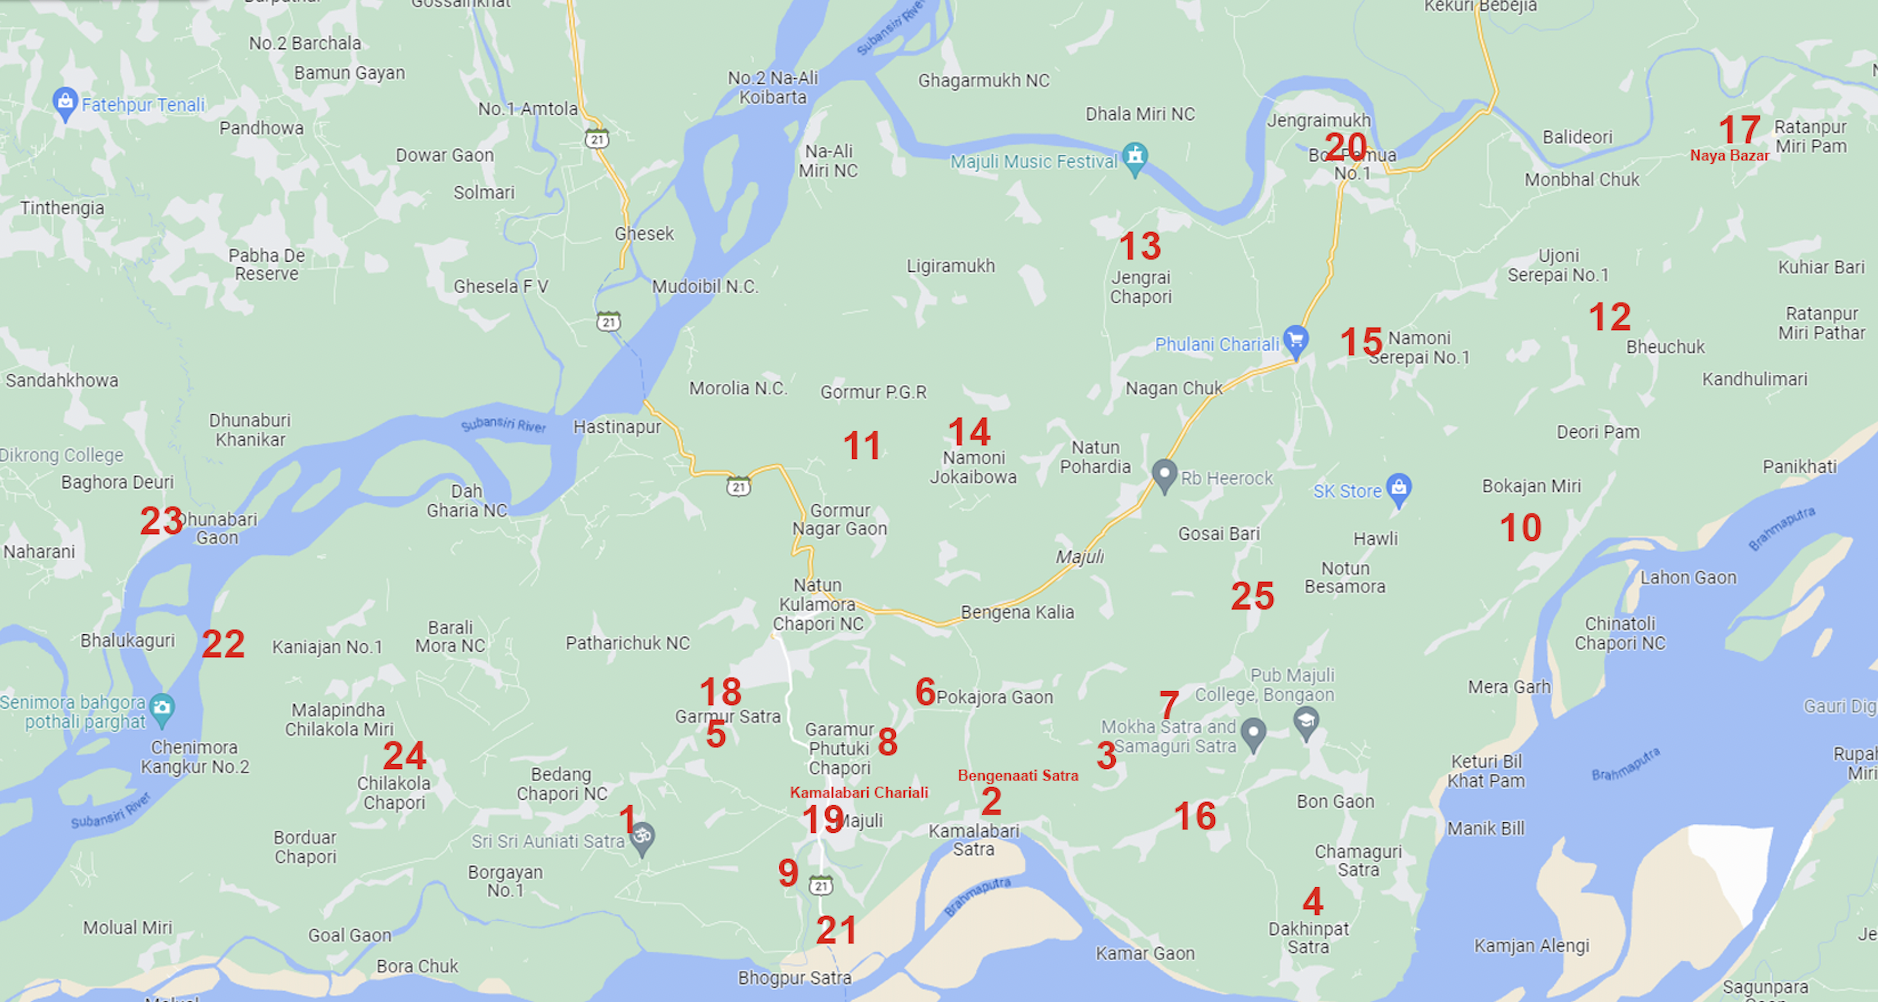 Gossainkhat
Kekuri Bebejia
No.2 Barchala
Bamun Gayan
Subansiri River
No.2 Na-Ali
Koibarta
Ghagarmukh NC
Fatehpur Tenali
No.1 Amtola
Pandhowa
21
Dhala Miri NC
Jengraimukh
20
No.1
Balideori
17
Naya Bazar
Ratanpur
Miri Pam
Dowar Gaon
Na-Ali
Miri NC
Majuli Music Festival
Monbhal Chuk
Solmari
Tinthengia
Ghesek
Pabha De
Reserve
Ghesela F V
Mudoibil N.C.
Ligiramukh
13
Jengrai
Chapori
Ujoni
Serepai No.1
Kuhiar Bari
21
12
Ratanpur
Miri Pathar
Phulani Chariali
15
Namoni
Serepai No.1
Bheuchuk
Sandahkhowa
Morolia N.C.
Gormur P.G.R
Nagan Chuk
Kandhulimari
Dhunaburi
Khanikar
Subansiri River
Hastinapur
11
14
Namoni
Jokaibowa
Natun
Pohardia
Deori Pam
Dikrong College
Baghora Deuri
Panikhati
Rb Heerock
SK Store
Bokajan Miri
21
Dah
Gharia NC
23
Dhunabari
Gaon
Gormur
Nagar Gaon
Gosai Bari
Hawli
10
Brahmaputra
Naharani
Majuli
Notun
Besamora
Lahon Gaon
Natun
Kulamora
Chapori NC
Bengena Kalia
25
Chinatoli
Chapori NC
Bhalukaguri
22
Kaniajan No.1
Barali
Mora NC
Patharichuk NC
18
Garmur Satra
5
6
Pokajora Gaon
7
Pub Majuli
College, Bongaon
Mera Garh
Senimora bahgora
pothali parghat
Malapindha
Chilakola Miri
Gauri Dig
Chenimora
Kangkur No.2
24
Chilakola
Chapori
Garamur
Phutuki
Chapori
8
3
Mokha Satra and
Samaguri Satra
Keturi Bil
Khat Pam
Brahmaputra
Bedang
Chapori NC
Bengenaati Satra
2
Kamalabari Chariali
19
Majuli
Kamalabari
Satra
16
Bon Gaon
Subansiri River
1
Sri Sri Auniati Satra
Manik Bill
Borduar
Chapori
Borgayan
No.1
9
21
Brahmaputra
Chamaguri
Satra
4
Dakhinpat
Satra
Molual Miri
Goal Gaon
21
Kamar Gaon
Kamjan Alengi
Bora Chuk
Bhogpur Satra
Sagunpara